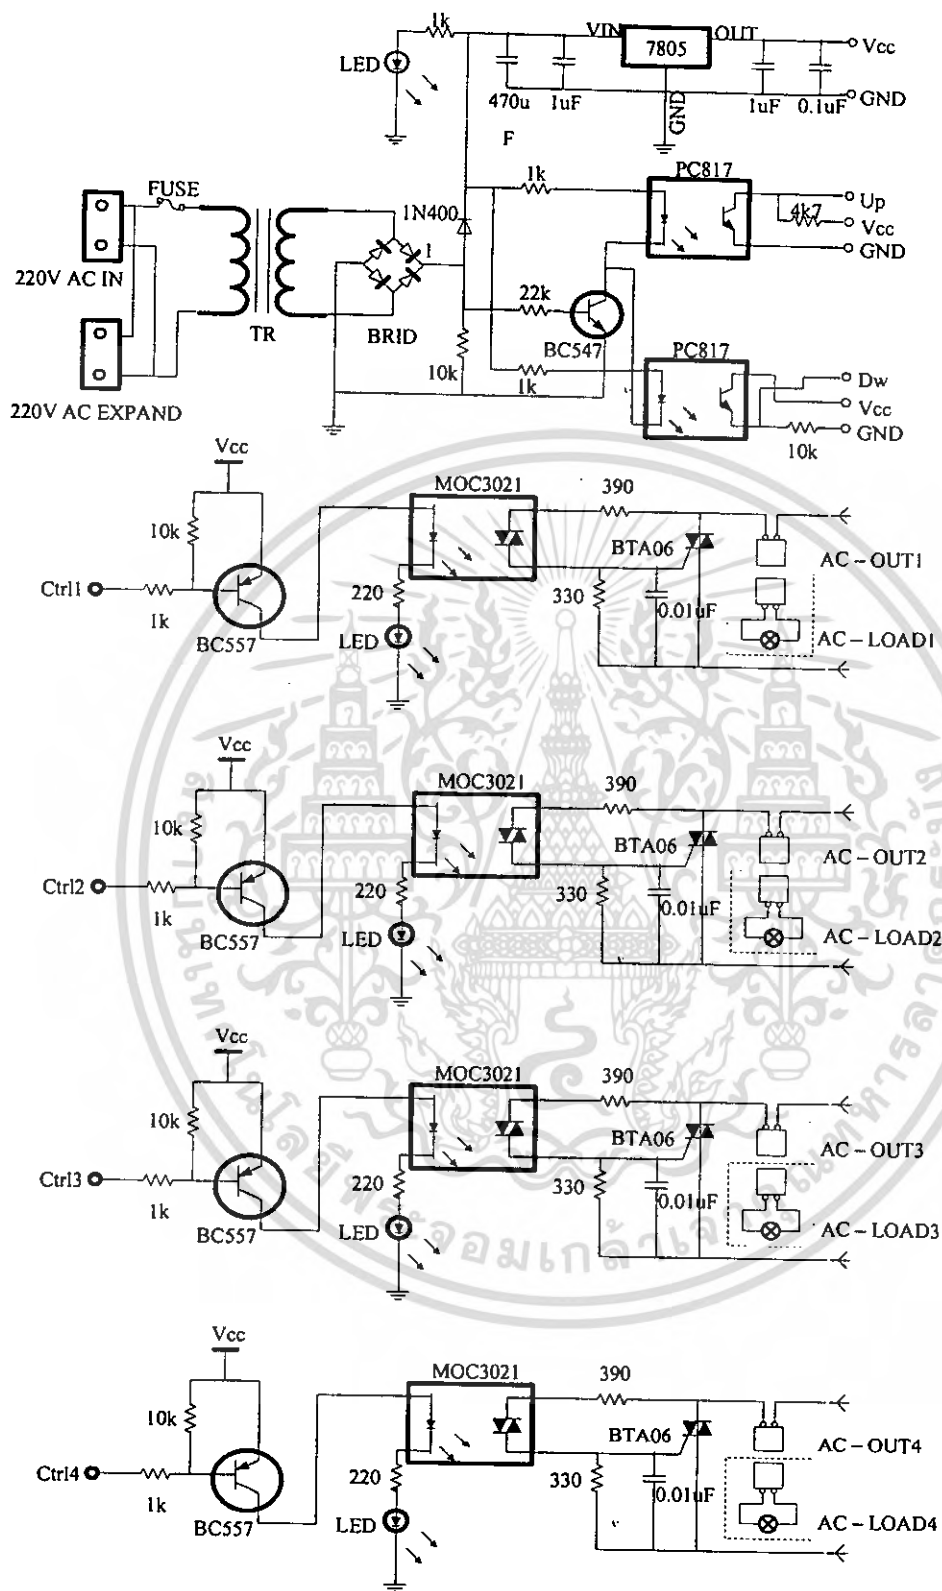 1k
VIN
7805
OUT
Vcc
LED
470u
F
1uF
GND
1uF
0.1uF
GND
FUSE
PC817
1k
Up
4k7
Vcc
GND
1N400
1
220V AC IN
22k
TR
BRID
BC547
PC817
10k
1k
Dw
Vcc
GND
10k
220V AC EXPAND
Vcc
MOC3021
390
10k
BTA06
AC-OUT1
Ctrl1
220
330
0.01uF
1k
BC557
LED
AC-LOAD1
Vcc
MOC3021
390
10k
BTA06
AC-OUT2
Ctrl2
220
330
0.01uF
1k
BC557
LED
AC-LOAD2
Vcc
MOC3021
390
10k
BTA06
AC-OUT3
Ctrl3
220
330
0.01uF
1k
BC557
LED
AC-LOAD3
Vcc
MOC3021
390
10k
BTA06
AC-OUT4
Ctrl4
220
330
0.01uF
1k
BC557
LED
AC-LOAD4